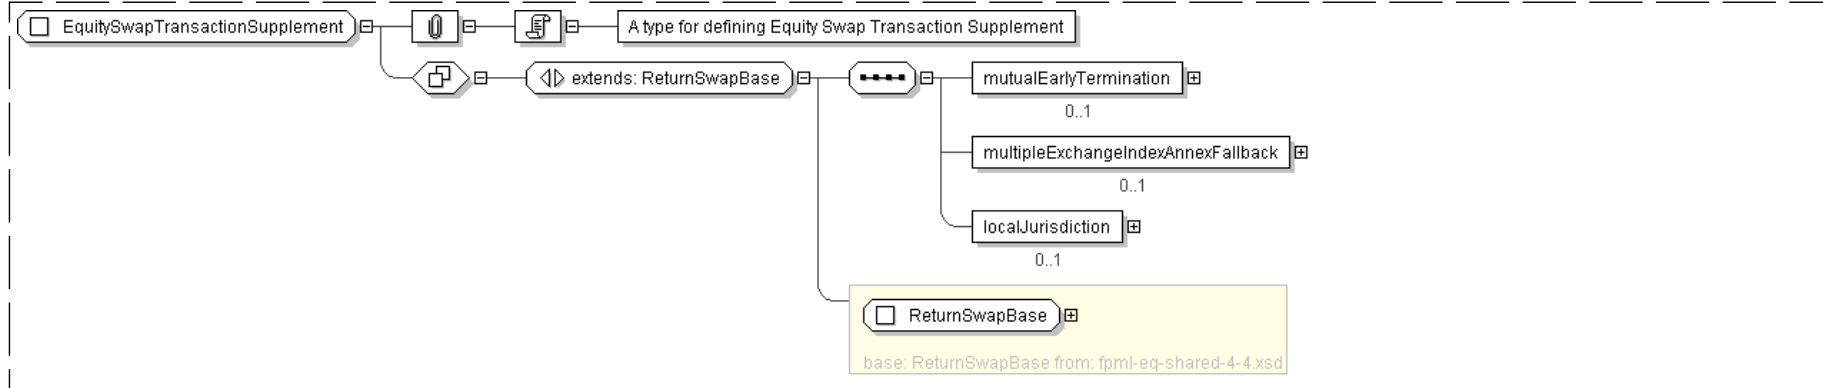 EquitySwapTransactionSupplement
A type for defining Equity Swap Transaction Supplement
extends: ReturnSwapBase
mutualEarlyTermination
0..1
multipleExchangeIndexAnnexFallback
0..1
localJurisdiction
0..1
ReturnSwapBase
base: ReturnSwapBase from: fpml-eq-shared-4-4.xsd